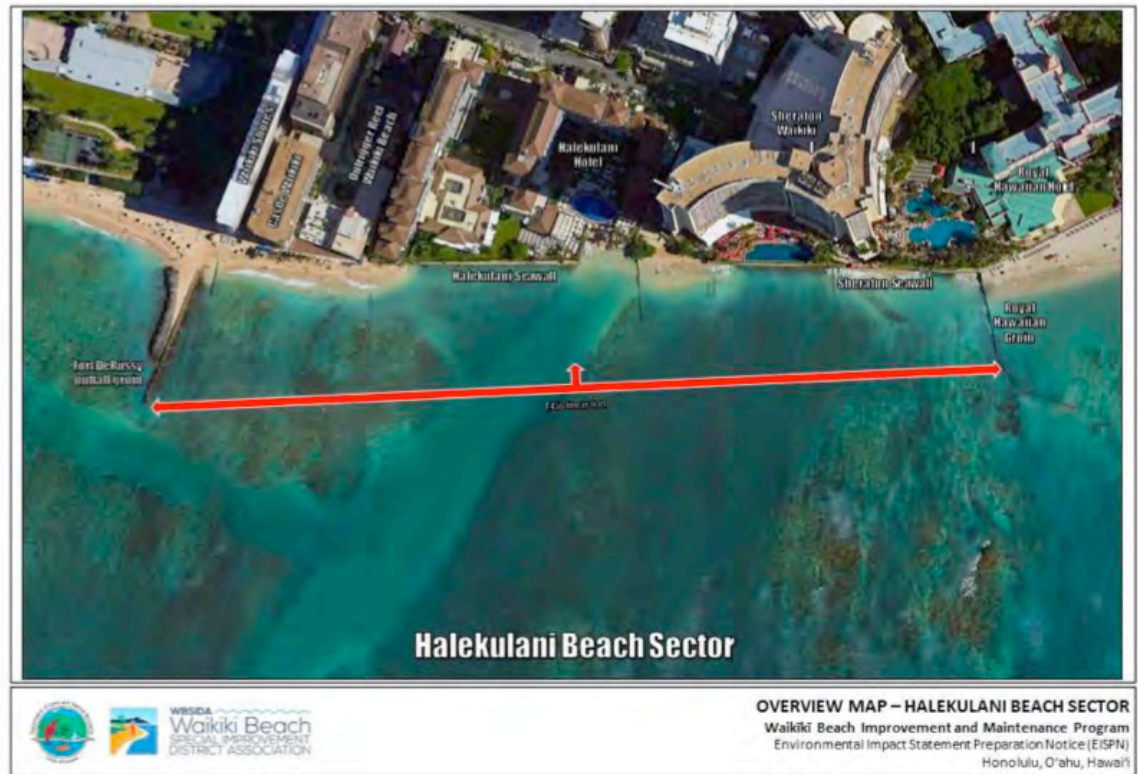 Outrigger Reef
Waikiki Beach
Halekulani
Hotel
Sheraton
Waikiki
Royal
Hawaiian Hotel
Halekulani Seawall
Sheraton Seawall
Royal
Hawaiian
Groin
Fort DeRussy
outfall groin
Halekulani Beach Sector
WBSIDA
Waikiki Beach
SPECIAL IMPROVEMENT
DISTRICT ASSOCIATION
OVERVIEW MAP – HALEKULANI BEACH SECTOR
Waikīkī Beach Improvement and Maintenance Program
Environmental Impact Statement Preparation Notice (EISPN)
Honolulu, O'ahu, Hawai'i